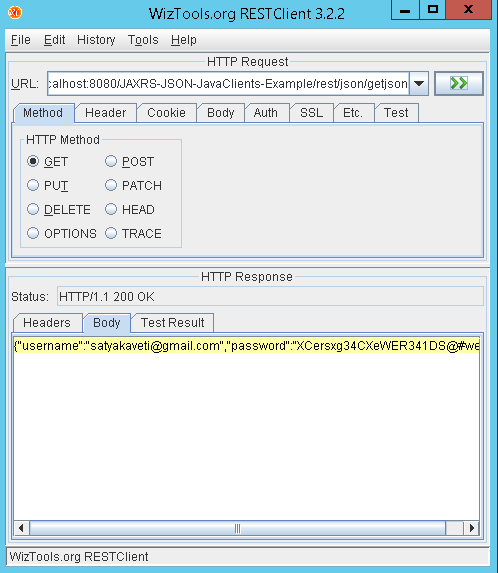 WizTools.org RESTClient 3.2.2
File Edit History Tools Help
HTTP Request
URL: calhost:8080/JAXRS-JSON-JavaClients-Example/rest/json/getjson
Method Header Cookie Body Auth SSL Etc. Test
HTTP Method
GET POST
PUT PATCH
DELETE HEAD
OPTIONS TRACE
HTTP Response
Status: HTTP/1.1 200 OK
Headers Body Test Result
{"username":"satyakaveti@gmail.com","password":"XCersxg34CXeWER341DS@#we
WizTools.org RESTClient